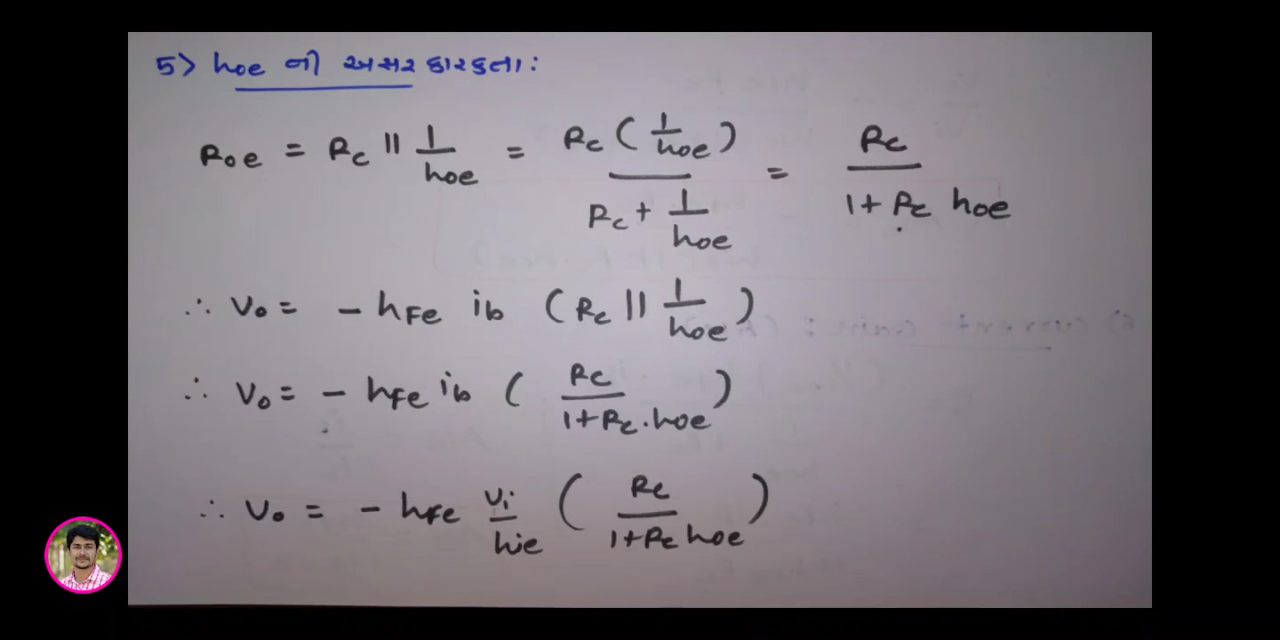 5> hoe ની અસરકારકતા:
Roe = Rc || 1/hoe = Rc (1/hoe) / Rc + 1/hoe = Rc / 1 + Rc hoe
∴ Vo = - hFe ib (Rc || 1/hoe)
∴ Vo = - hFe ib (Rc / 1+Rc.hoe)
∴ Vo = - hFe Vi/hie (Rc / 1+Rc hoe)